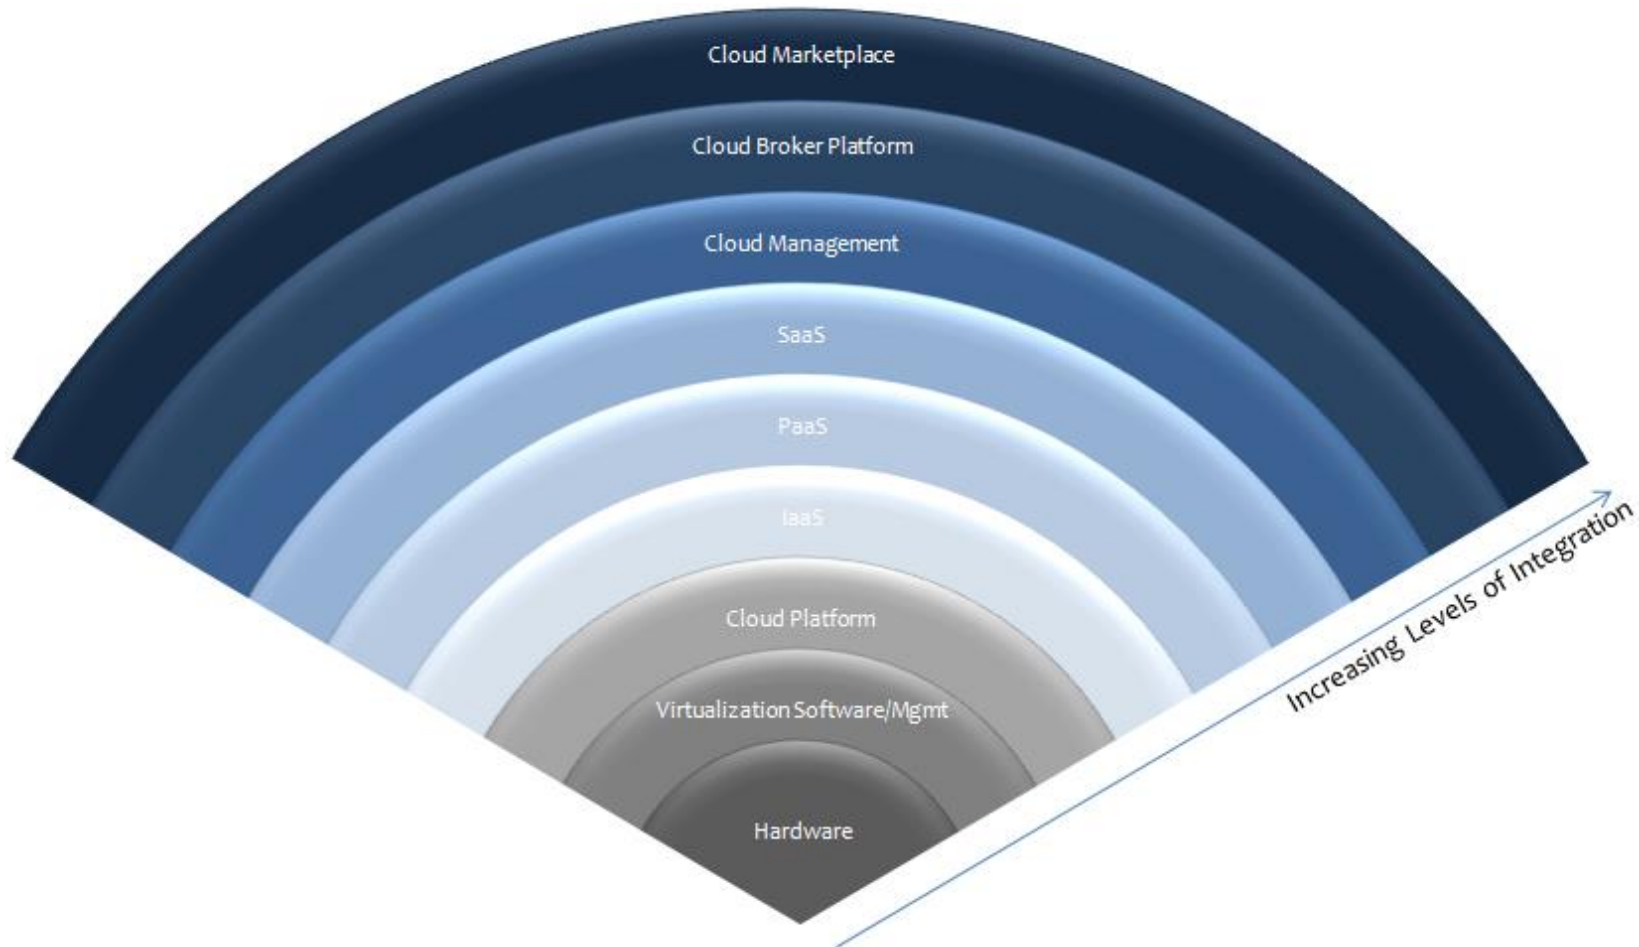 Cloud Marketplace
Cloud Broker Platform
Cloud Management
SaaS
PaaS
IaaS
Cloud Platform
Virtualization Software/Mgmt
Hardware
Increasing Levels of Integration